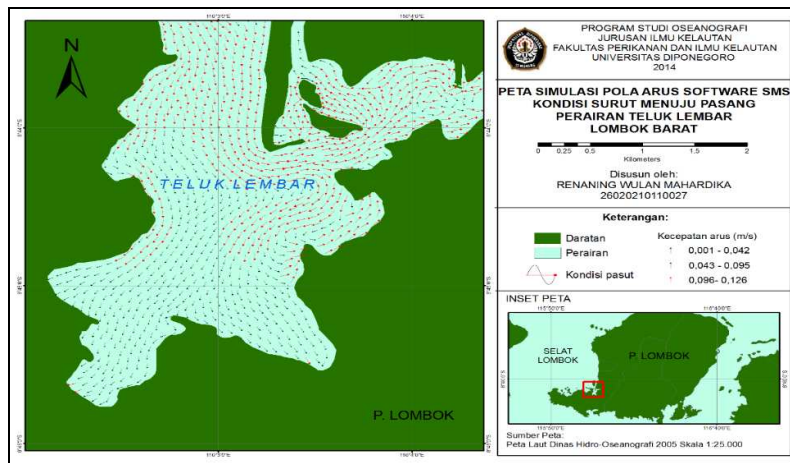 N
TELUK LEMBAR
P. LOMBOK
PROGRAM STUDI OSEANOGRAFI
JURUSAN ILMU KELAUTAN
FAKULTAS PERIKANAN DAN ILMU KELAUTAN
UNIVERSITAS DIPONEGORO
2014
PETA SIMULASI POLA ARUS SOFTWARE SMS
KONDISI SURUT MENUJU PASANG
PERAIRAN TELUK LEMBAR
LOMBOK BARAT
0 0.25 0.5 1 1.5 2
Kilometers
Disusun oleh:
RENANING WULAN MAHARDIKA
26020210110027
Keterangan:
Daratan
Perairan
Kondisi pasut
Kecepatan arus (m/s)
0,001 - 0,042
0,043 - 0,095
0,096- 0,126
INSET PETA
SELAT
LOMBOK
P. LOMBOK
Sumber Peta:
Peta Laut Dinas Hidro-Oseanografi 2005 Skala 1:25.000